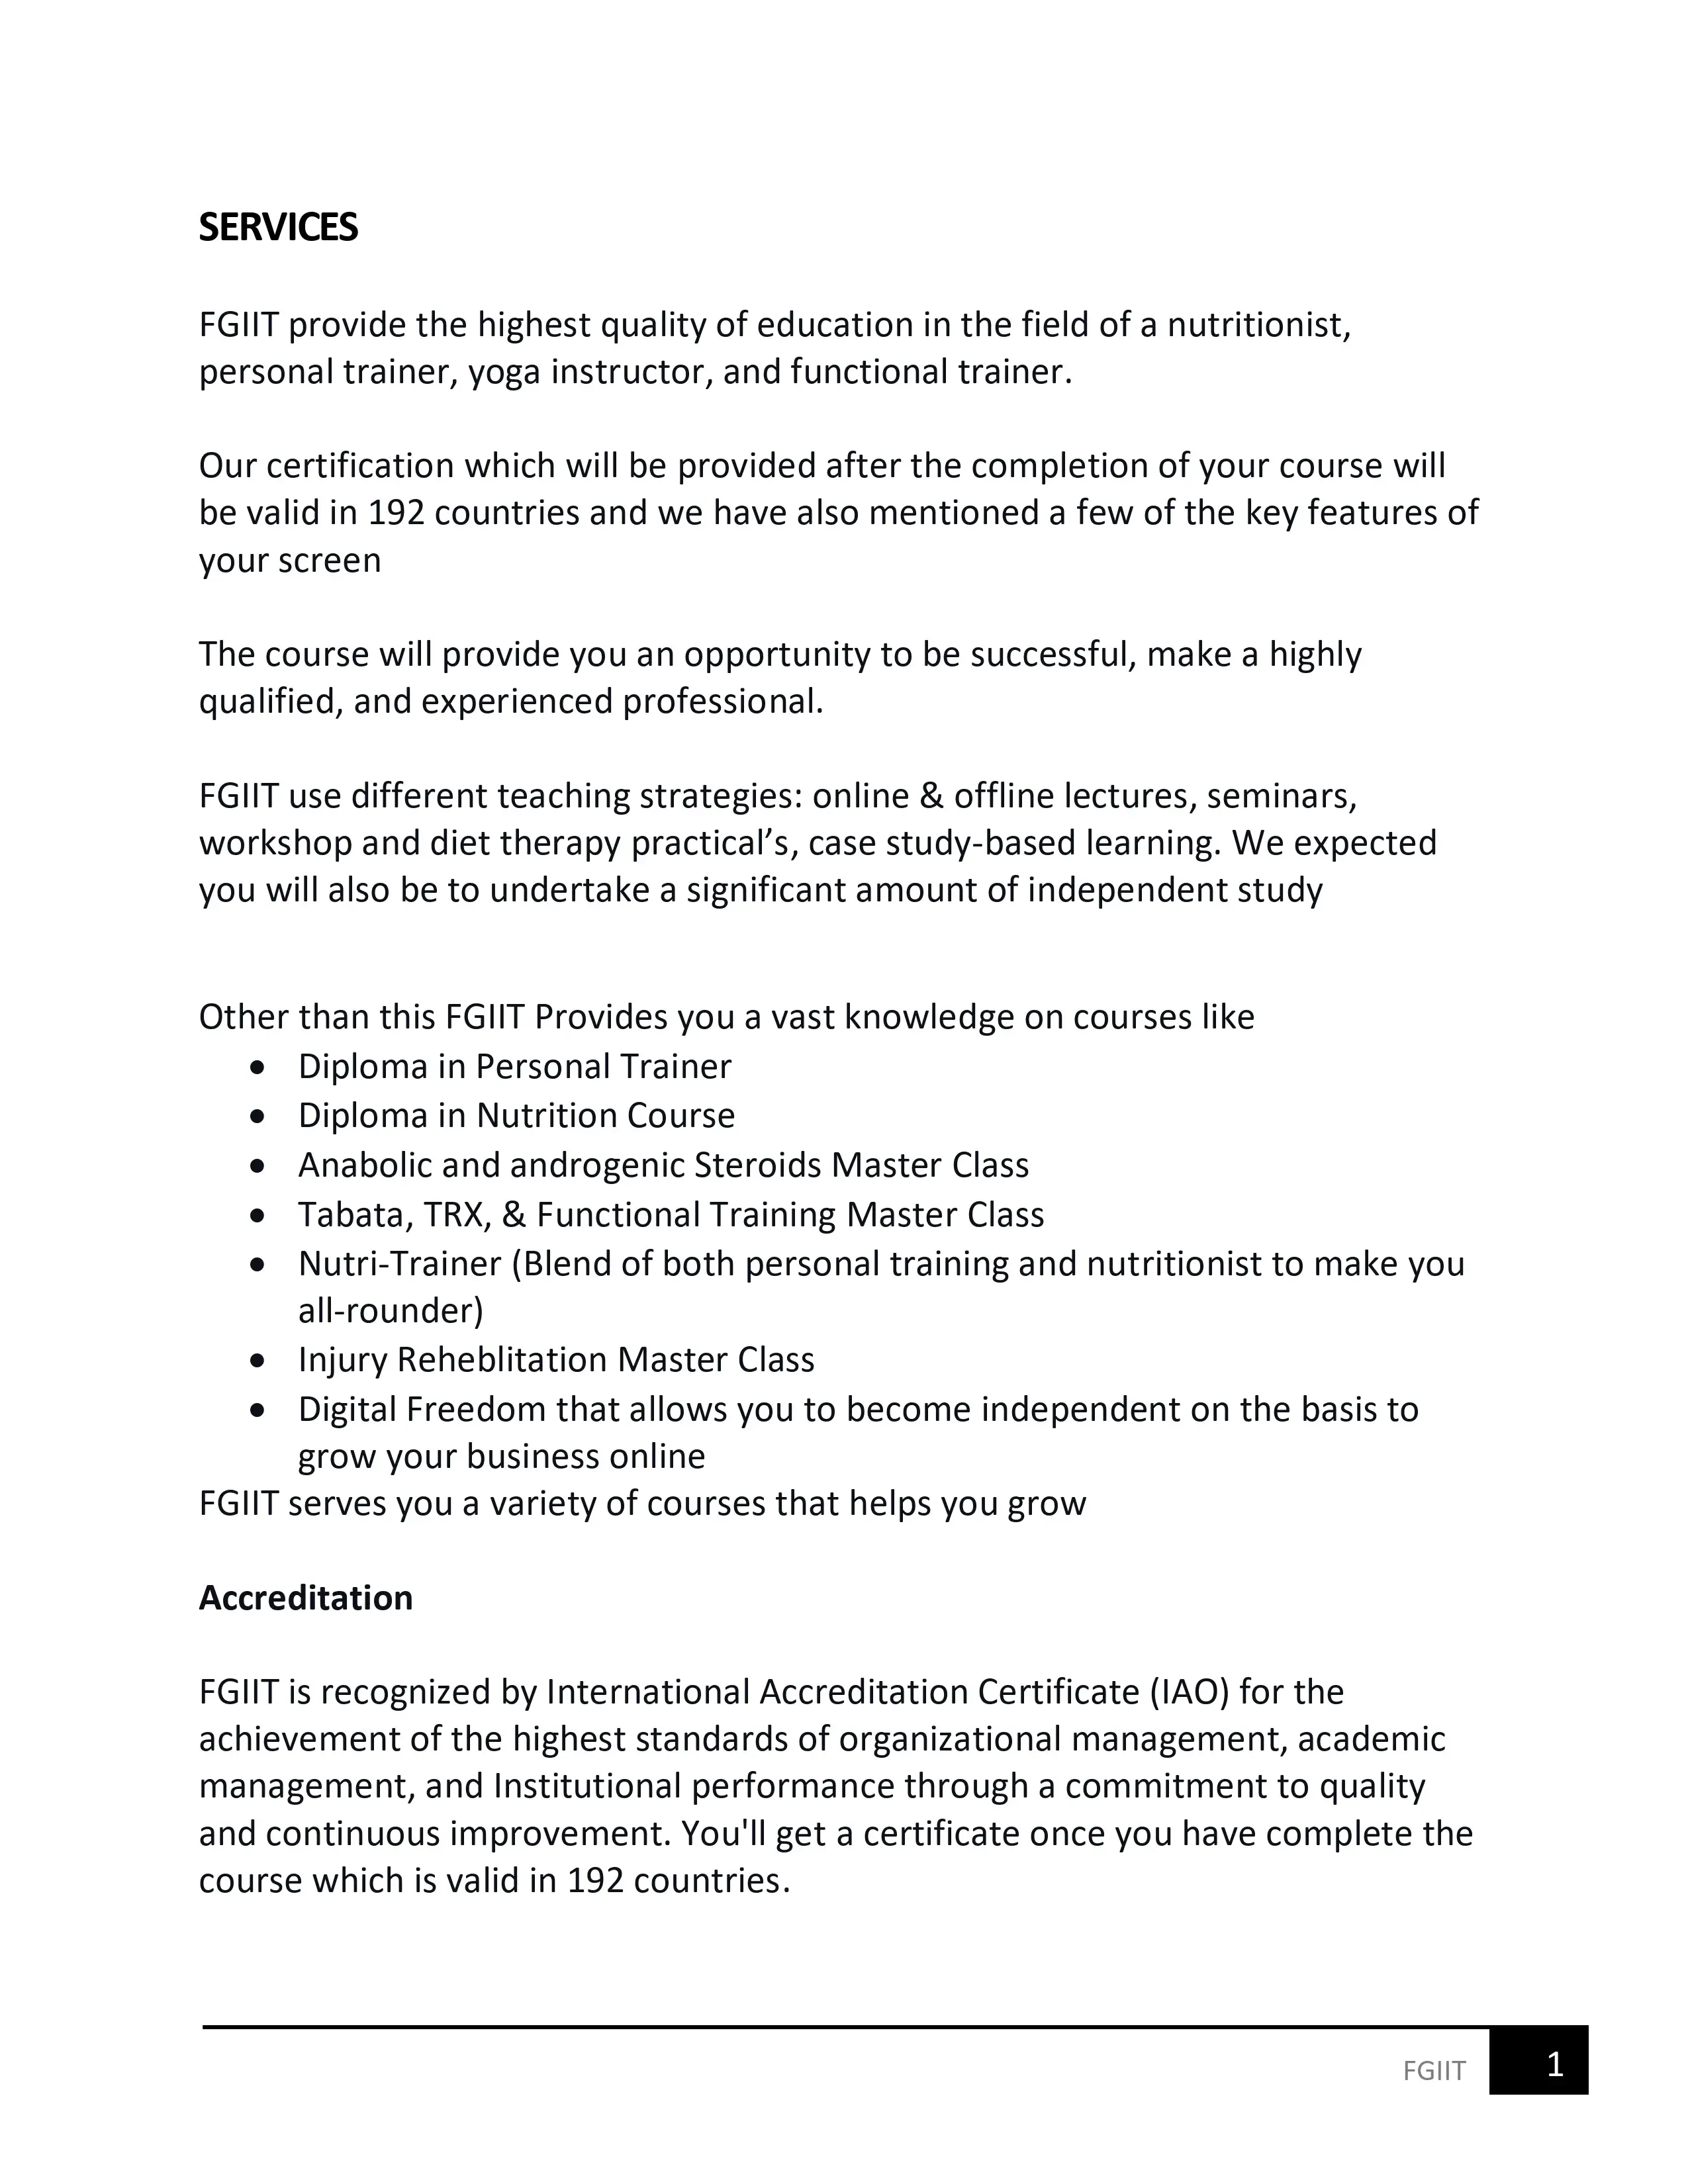 SERVICES
FGIIT provide the highest quality of education in the field of a nutritionist,
personal trainer, yoga instructor, and functional trainer.
Our certification which will be provided after the completion of your course will
be valid in 192 countries and we have also mentioned a few of the key features of
your screen
The course will provide you an opportunity to be successful, make a highly
qualified, and experienced professional.
FGIIT use different teaching strategies: online & offline lectures, seminars,
workshop and diet therapy practical’s, case study-based learning. We expected
you will also be to undertake a significant amount of independent study
Other than this FGIIT Provides you a vast knowledge on courses like
• Diploma in Personal Trainer
• Diploma in Nutrition Course
• Anabolic and androgenic Steroids Master Class
• Tabata, TRX, & Functional Training Master Class
• Nutri-Trainer (Blend of both personal training and nutritionist to make you
all-rounder)
• Injury Reheblitation Master Class
• Digital Freedom that allows you to become independent on the basis to
grow your business online
FGIIT serves you a variety of courses that helps you grow
Accreditation
FGIIT is recognized by International Accreditation Certificate (IAO) for the
achievement of the highest standards of organizational management, academic
management, and Institutional performance through a commitment to quality
and continuous improvement. You'll get a certificate once you have complete the
course which is valid in 192 countries.
FGIIT 1